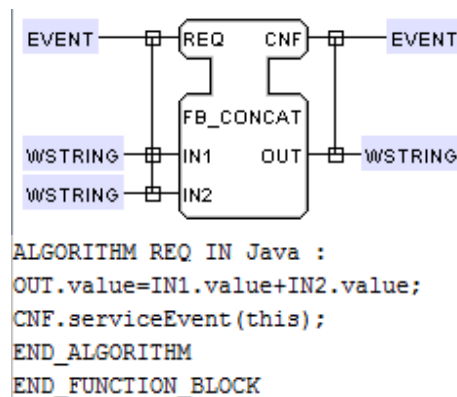 EVENT REQ CNF EVENT
FB_CONCAT
WSTRING IN1 OUT WSTRING
WSTRING IN2
ALGORITHM REQ IN Java :
OUT.value=IN1.value+IN2.value;
CNF.serviceEvent(this);
END_ALGORITHM
END_FUNCTION_BLOCK